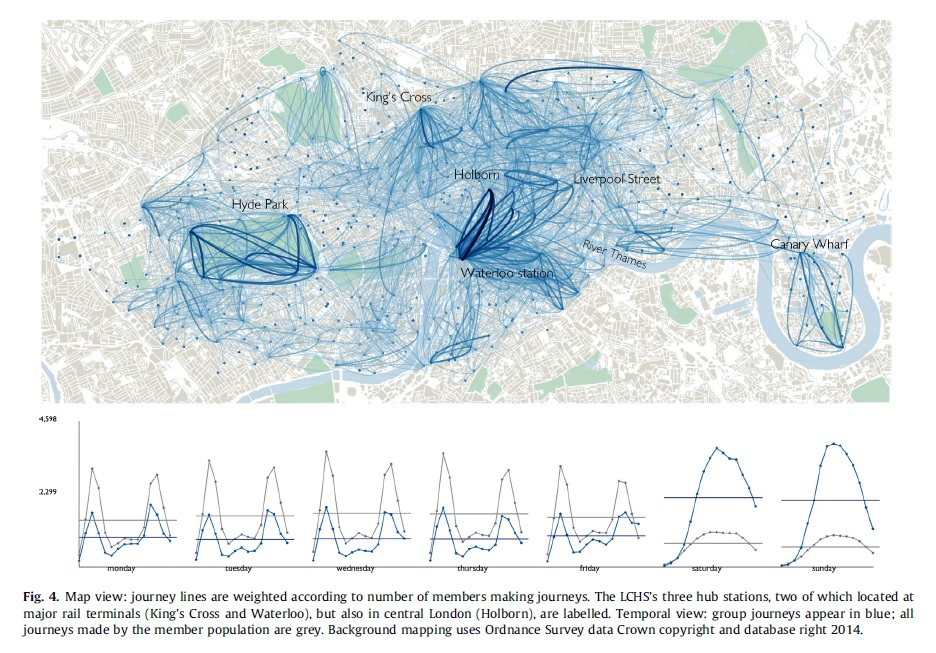 King's Cross
Holborn
Liverpool Street
Hyde Park
River Thames
Canary Wharf
Waterloo station
4,598
2,299
monday
tuesday
wednesday
thursday
friday
saturday
sunday
Fig. 4. Map view: journey lines are weighted according to number of members making journeys. The LCHS's three hub stations, two of which located at
major rail terminals (King's Cross and Waterloo), but also in central London (Holborn), are labelled. Temporal view: group journeys appear in blue; all
journeys made by the member population are grey. Background mapping uses Ordnance Survey data Crown copyright and database right 2014.